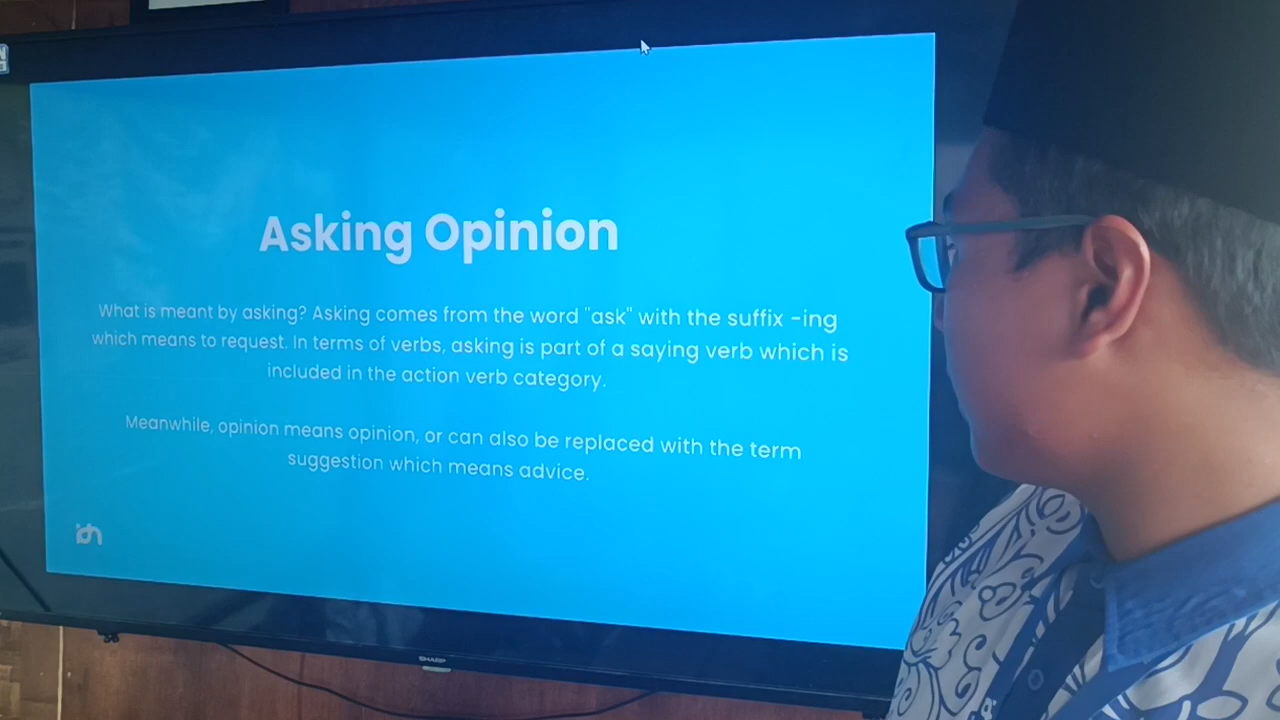 Asking Opinion
What is meant by asking? Asking comes from the word "ask" with the suffix -ing
which means to request. In terms of verbs, asking is part of a saying verb which is
included in the action verb category.
Meanwhile, opinion means opinion, or can also be replaced with the term
suggestion which means advice.
SHARP